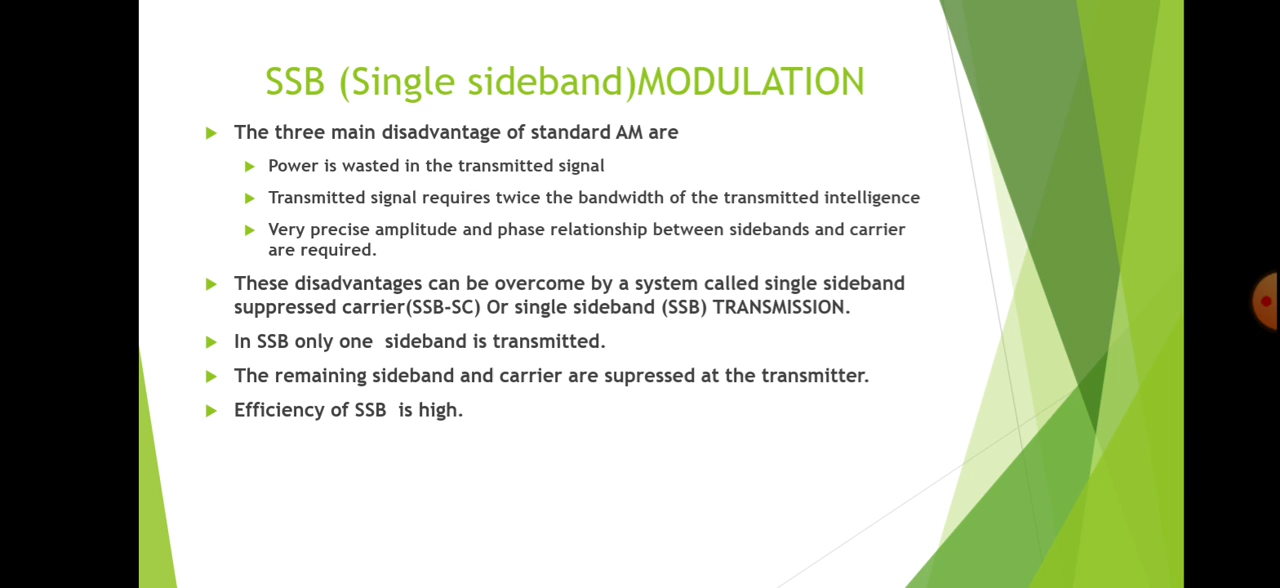 SSB (Single sideband)MODULATION
The three main disadvantage of standard AM are
Power is wasted in the transmitted signal
Transmitted signal requires twice the bandwidth of the transmitted intelligence
Very precise amplitude and phase relationship between sidebands and carrier
are required.
These disadvantages can be overcome by a system called single sideband
suppressed carrier(SSB-SC) Or single sideband (SSB) TRANSMISSION.
In SSB only one  sideband is transmitted.
The remaining sideband and carrier are supressed at the transmitter.
Efficiency of SSB  is high.